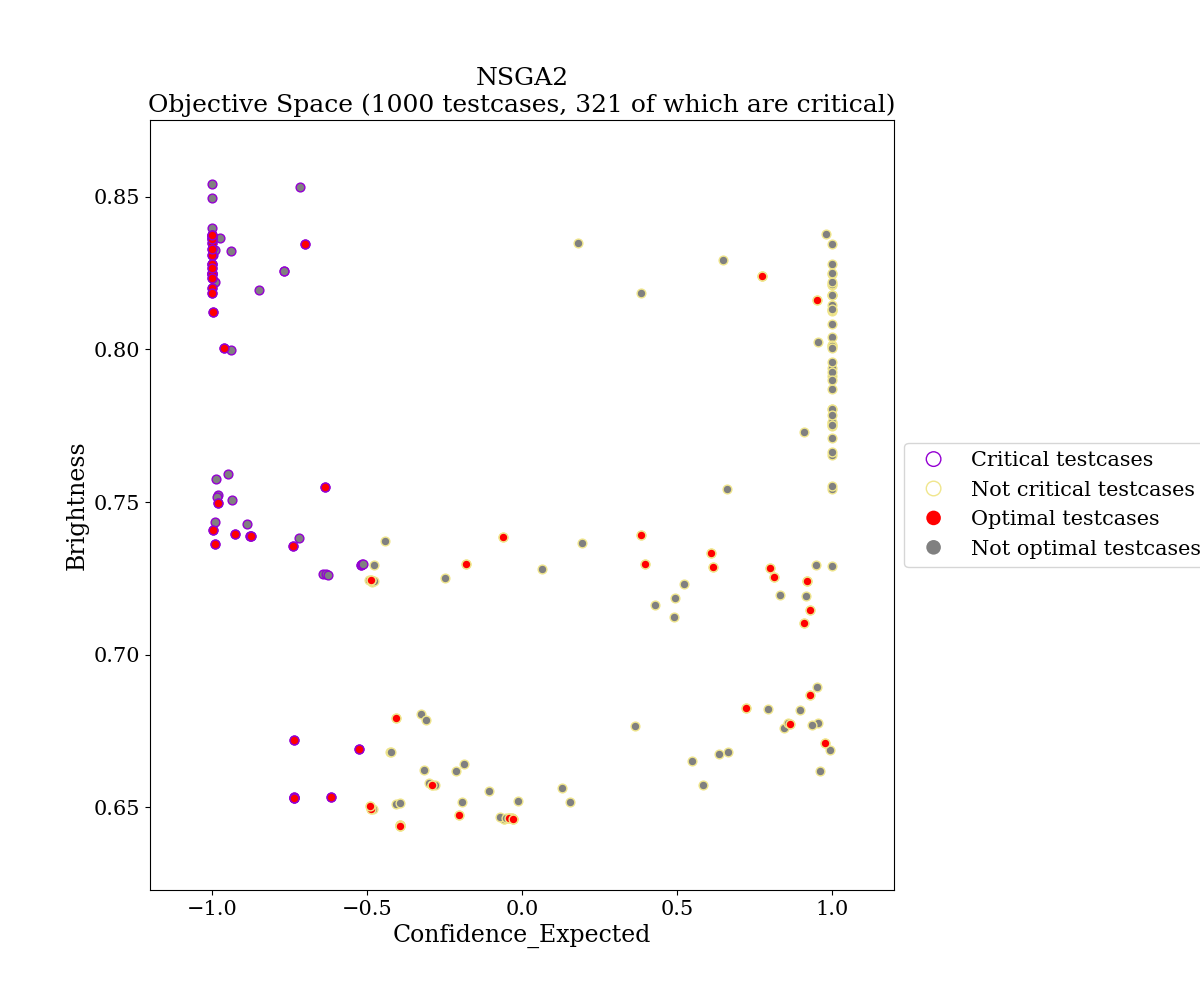 NSGA2
Objective Space (1000 testcases, 321 of which are critical)
0.85
0.80
0.75
0.70
0.65
Brightness
−1.0
−0.5
0.0
0.5
1.0
Confidence_Expected
Critical testcases
Not critical testcases
Optimal testcases
Not optimal testcases